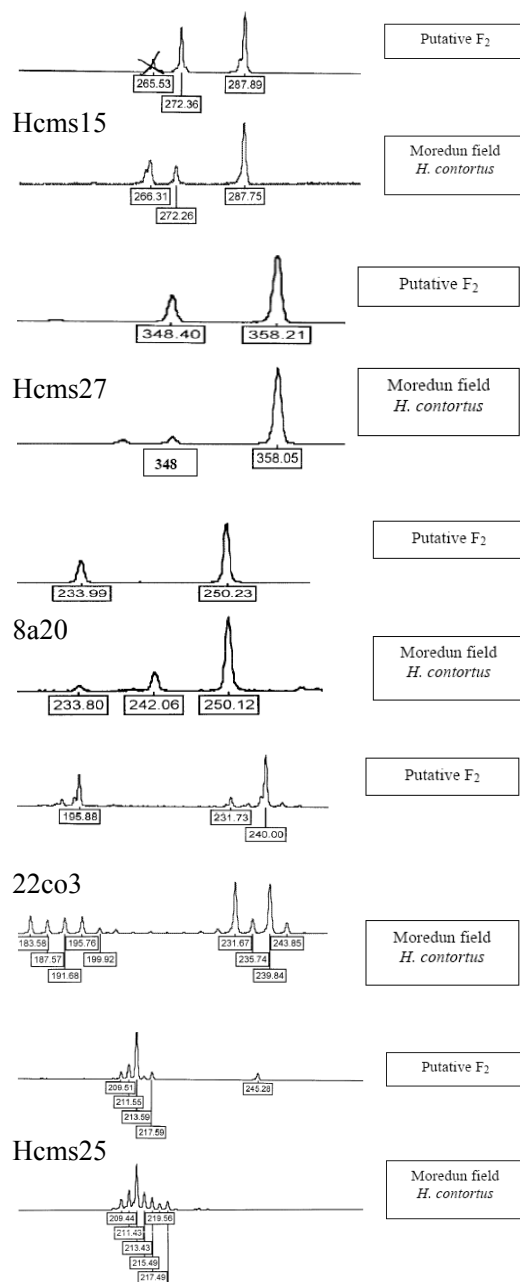 Putative F₂
265.53
287.89
272.36
Hcms15
Moredun field
H. contortus
266.31
287.75
272.26
Putative F₂
348.40
358.21
Hcms27
Moredun field
H. contortus
348
358.05
Putative F₂
233.99
250.23
8a20
Moredun field
H. contortus
233.80
242.06
250.12
Putative F₂
195.88
231.73
240.00
22co3
Moredun field
H. contortus
183.58
195.76
231.67
243.85
187.57
199.92
235.74
191.68
239.84
Putative F₂
209.51
245.28
211.55
213.59
217.59
Hcms25
Moredun field
H. contortus
209.44
219.56
211.43
213.43
215.49
217.49